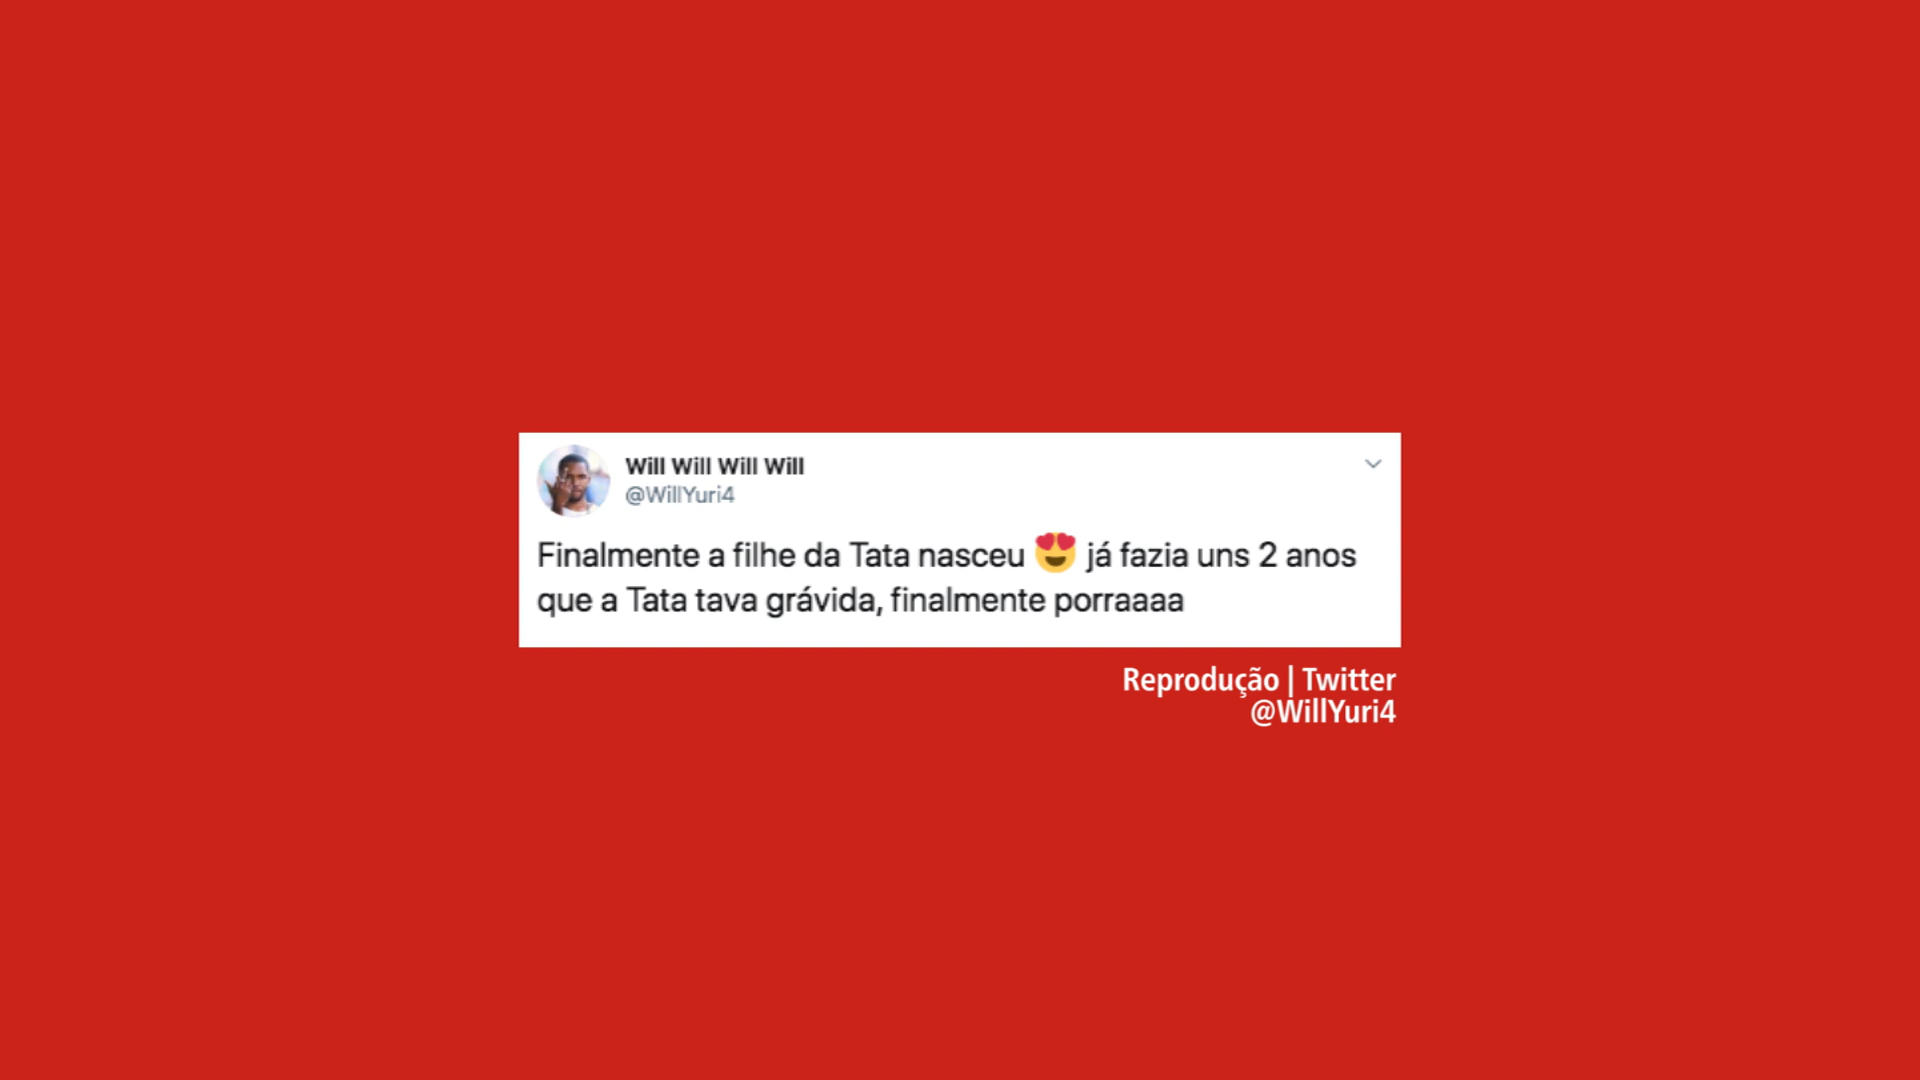 Will Will Will Will
@WillYuri4
Finalmente a filhe da Tata nasceu 😍 já fazia uns 2 anos
que a Tata tava grávida, finalmente porraaaa
Reprodução | Twitter
@WillYuri4